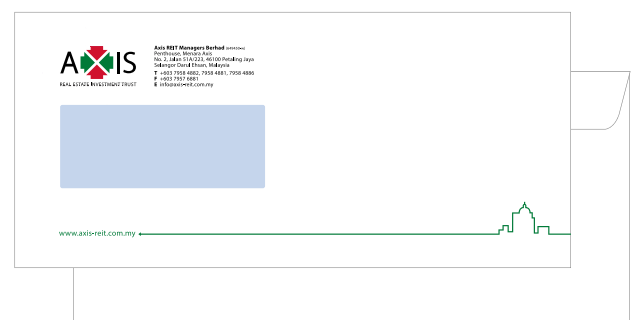 AXIS
REAL ESTATE INVESTMENT TRUST
Axis REIT Managers Berhad
Penthouse, Menara Axis
No. 2, Jalan 51A/223, 46100 Petaling Jaya
Selangor Darul Ehsan, Malaysia
T +603 7958 4882, 7958 4881, 7958 4886
F +603 7957 6881
E info@axis-reit.com.my
www.axis-reit.com.my